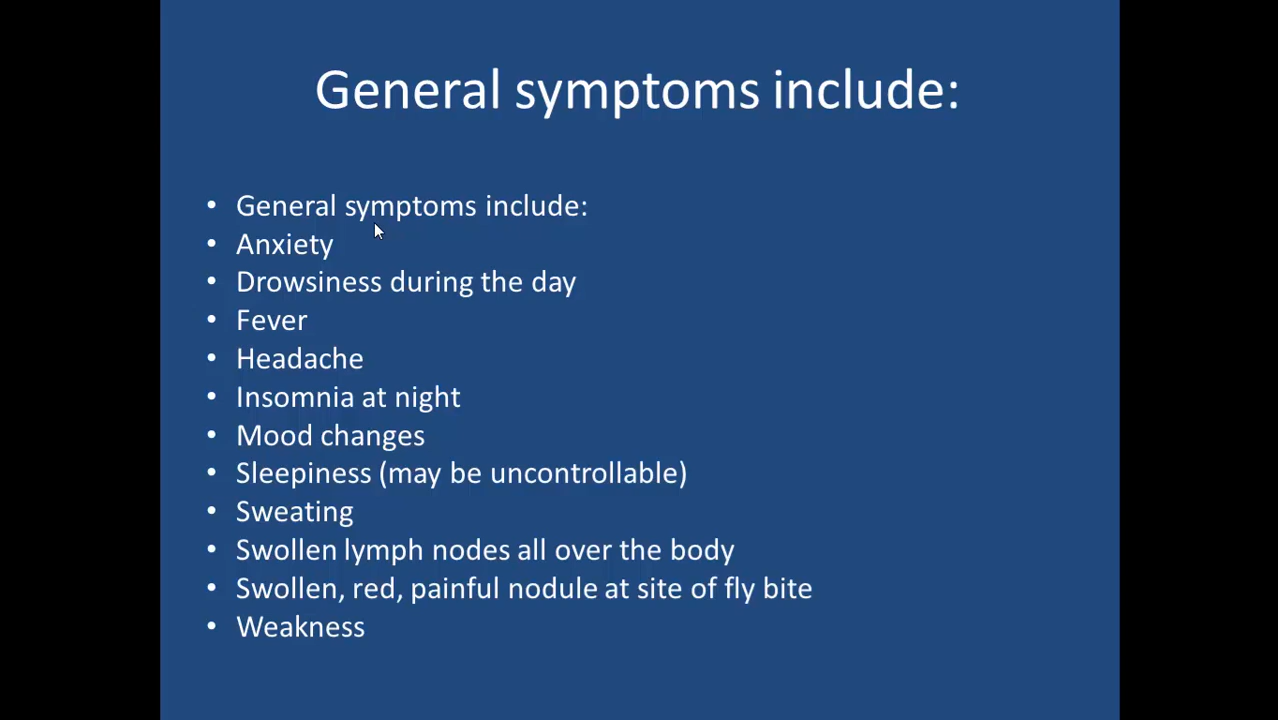 General symptoms include:
• General symptoms include:
• Anxiety
• Drowsiness during the day
• Fever
• Headache
• Insomnia at night
• Mood changes
• Sleepiness (may be uncontrollable)
• Sweating
• Swollen lymph nodes all over the body
• Swollen, red, painful nodule at site of fly bite
• Weakness